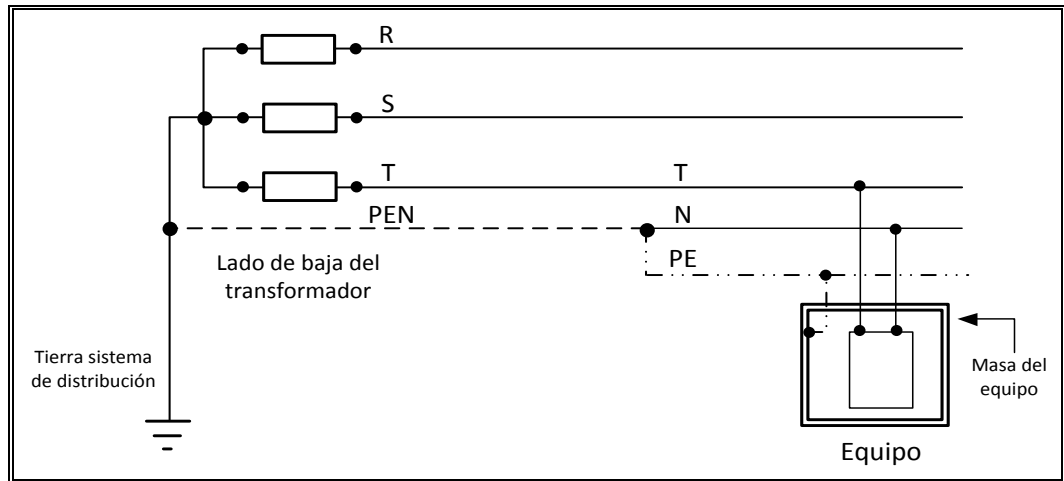 R
S
T
T
PEN
N
PE
Lado de baja del
transformador
Tierra sistema
de distribución
Masa del
equipo
Equipo